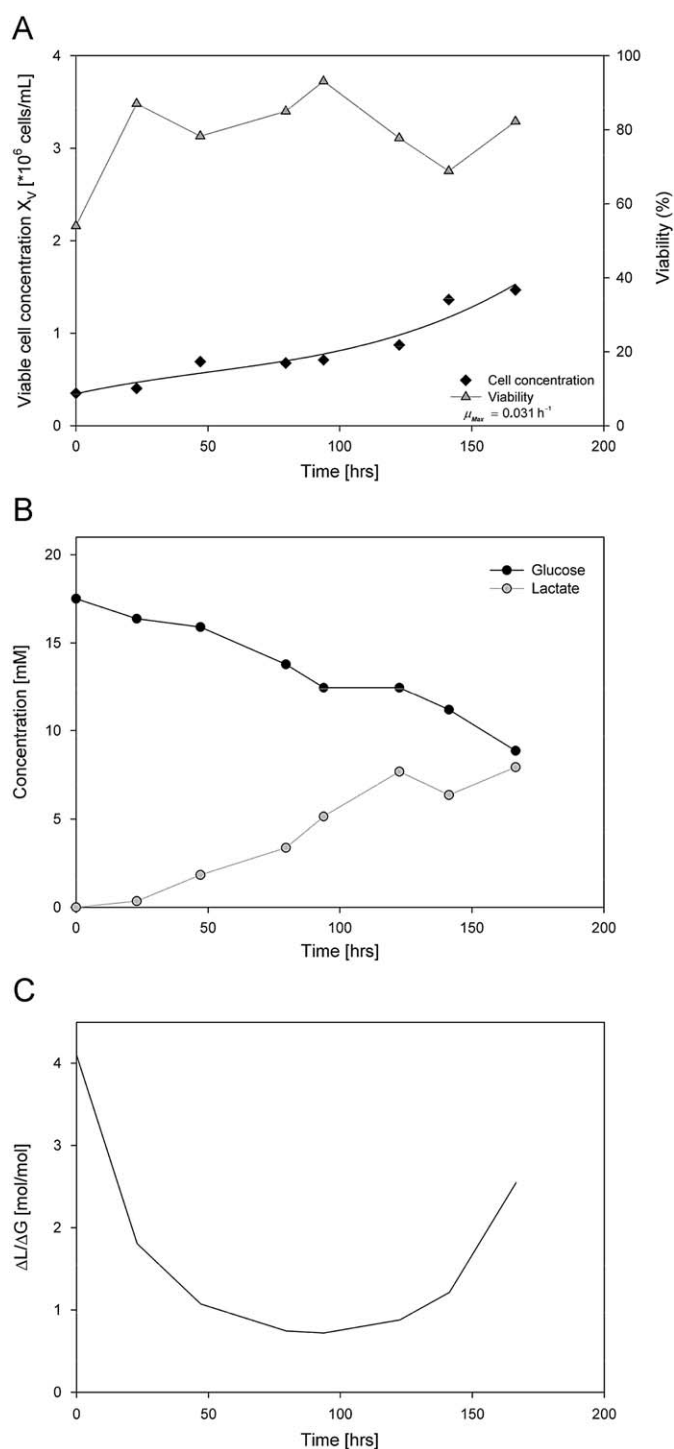 A
Viable cell concentration X_V [*10^6 cells/mL]
4
3
2
1
0
100
80
60
40
20
0
Viability (%)
Cell concentration
Viability
μ_Max = 0.031 h^-1
0 50 100 150 200
Time [hrs]
B
Concentration [mM]
20
15
10
5
0
Glucose
Lactate
0 50 100 150 200
Time [hrs]
C
ΔL/ΔG [mol/mol]
4
3
2
1
0
0 50 100 150 200
Time [hrs]